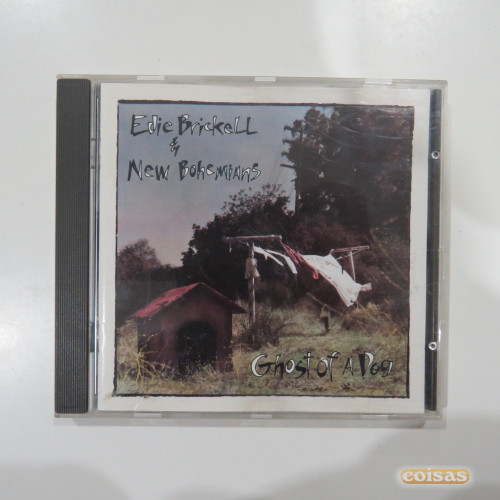 Edie Brickell
&
New Bohemians
Ghost of A Dog
coisas